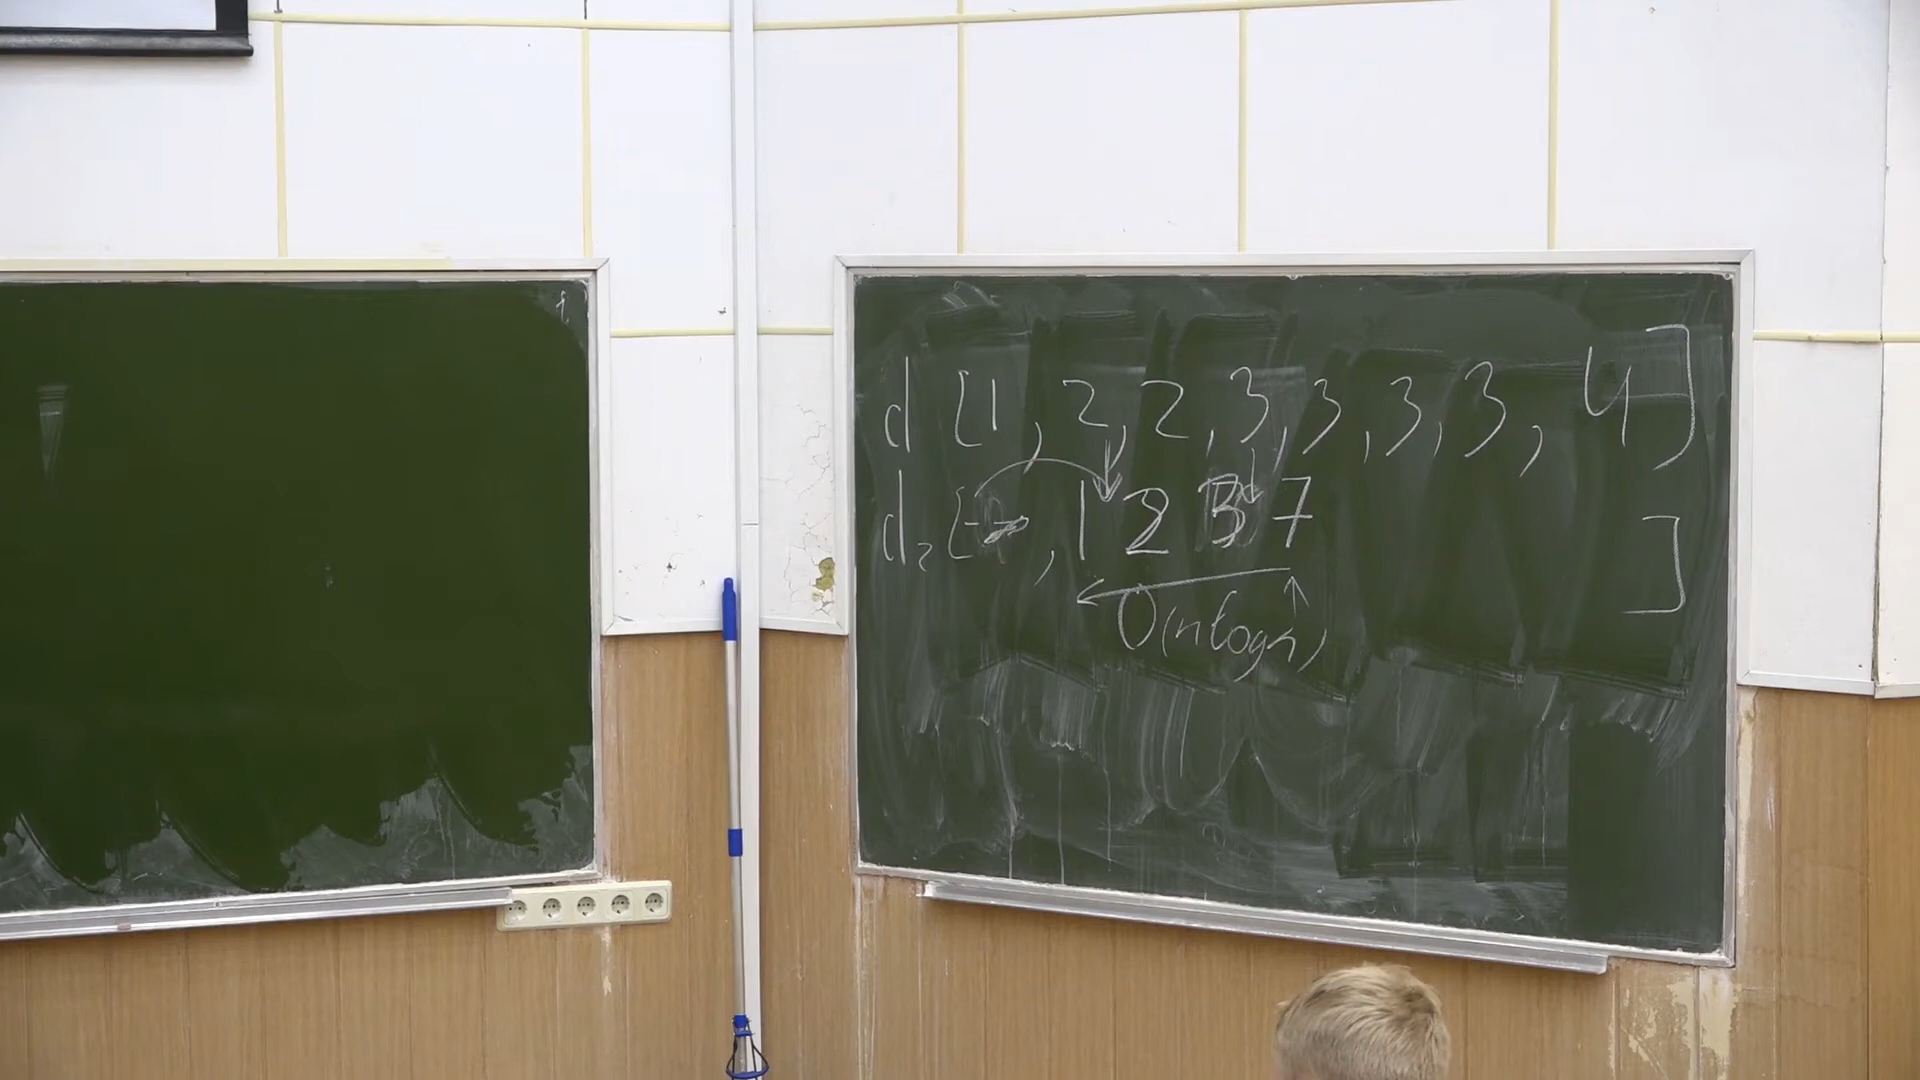 d [1, 2, 2, 3, 3, 3, 3, 4]
d₂ [ , 1 2 3 7 ]
O(n log n)